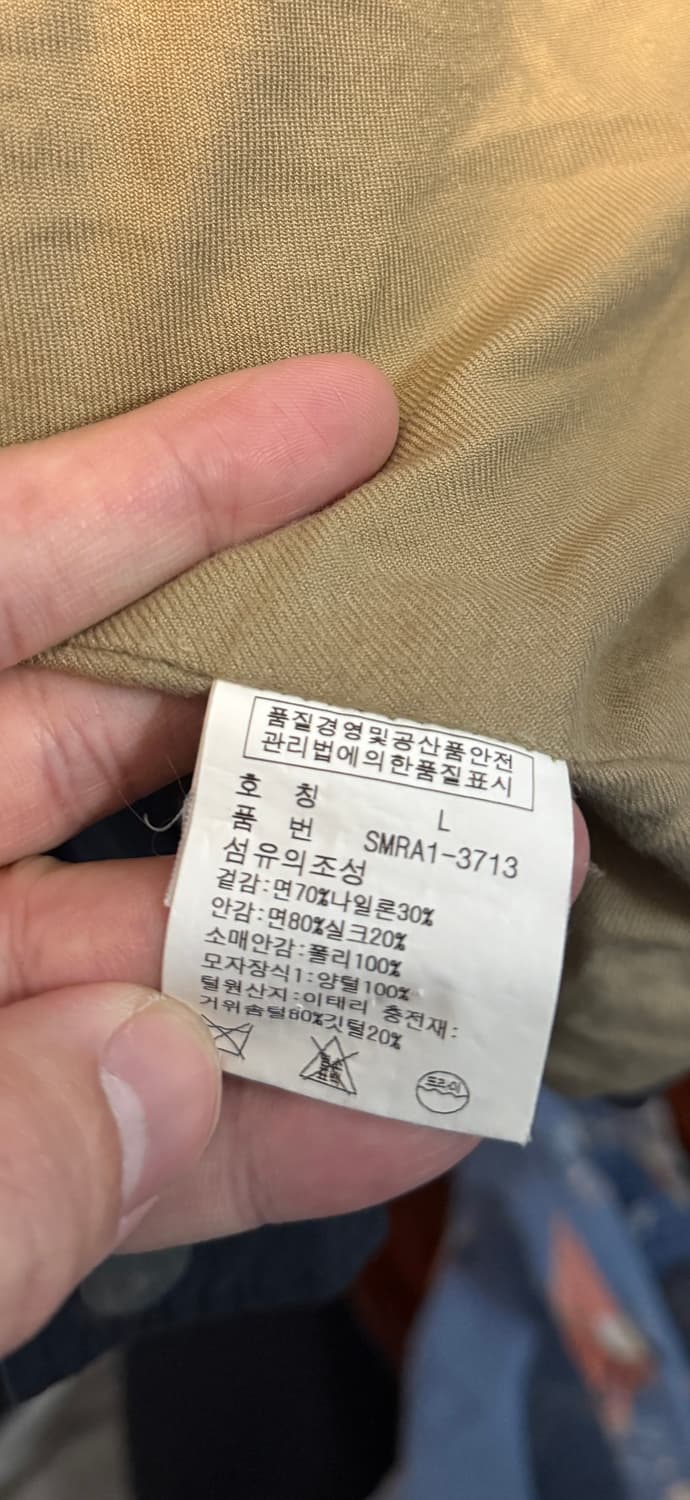 품질경영및공산품안전
관리법에의한품질표시
호 칭 L
품 번 SMRA1-3713
섬유의조성
겉감:면70%나일론30%
안감:면80%실크20%
소매안감:폴리100%
모자장식1:양털100%
털원산지:이태리 충전재:
거위솜털80%깃털20%
염소
표백
드라이